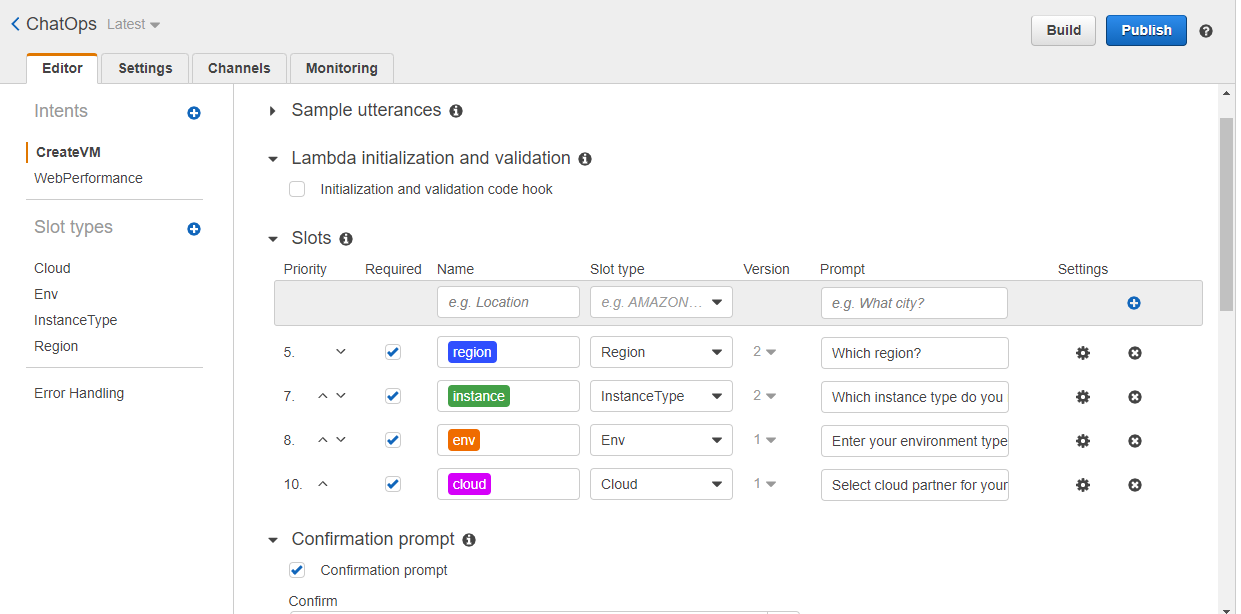 ChatOps Latest
Build Publish
Editor Settings Channels Monitoring
Intents
CreateVM
WebPerformance
Slot types
Cloud
Env
InstanceType
Region
Error Handling
Sample utterances
Lambda initialization and validation
Initialization and validation code hook
Slots
Priority Required Name Slot type Version Prompt Settings
e.g. Location e.g. AMAZON... e.g. What city?
5. region Region 2 Which region?
7. instance InstanceType 2 Which instance type do you
8. env Env 1 Enter your environment type
10. cloud Cloud 1 Select cloud partner for your
Confirmation prompt
Confirmation prompt
Confirm